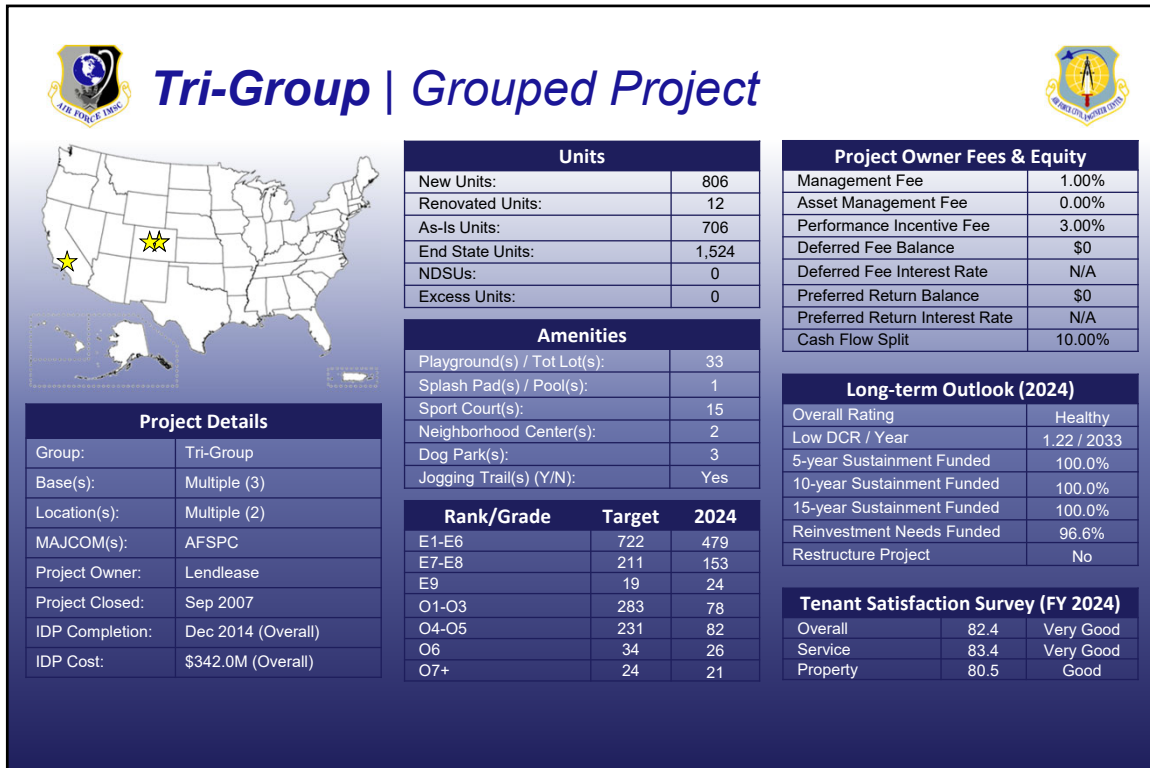 AIR FORCE IMSC
Tri-Group | Grouped Project
AIR FORCE CIVIL ENGINEER CENTER
Project Details
Group: Tri-Group
Base(s): Multiple (3)
Location(s): Multiple (2)
MAJCOM(s): AFSPC
Project Owner: Lendlease
Project Closed: Sep 2007
IDP Completion: Dec 2014 (Overall)
IDP Cost: $342.0M (Overall)
Units
New Units: 806
Renovated Units: 12
As-Is Units: 706
End State Units: 1,524
NDSUs: 0
Excess Units: 0
Amenities
Playground(s) / Tot Lot(s): 33
Splash Pad(s) / Pool(s): 1
Sport Court(s): 15
Neighborhood Center(s): 2
Dog Park(s): 3
Jogging Trail(s) (Y/N): Yes
Rank/Grade Target 2024
E1-E6 722 479
E7-E8 211 153
E9 19 24
O1-O3 283 78
O4-O5 231 82
O6 34 26
O7+ 24 21
Project Owner Fees & Equity
Management Fee 1.00%
Asset Management Fee 0.00%
Performance Incentive Fee 3.00%
Deferred Fee Balance $0
Deferred Fee Interest Rate N/A
Preferred Return Balance $0
Preferred Return Interest Rate N/A
Cash Flow Split 10.00%
Long-term Outlook (2024)
Overall Rating Healthy
Low DCR / Year 1.22 / 2033
5-year Sustainment Funded 100.0%
10-year Sustainment Funded 100.0%
15-year Sustainment Funded 100.0%
Reinvestment Needs Funded 96.6%
Restructure Project No
Tenant Satisfaction Survey (FY 2024)
Overall 82.4 Very Good
Service 83.4 Very Good
Property 80.5 Good